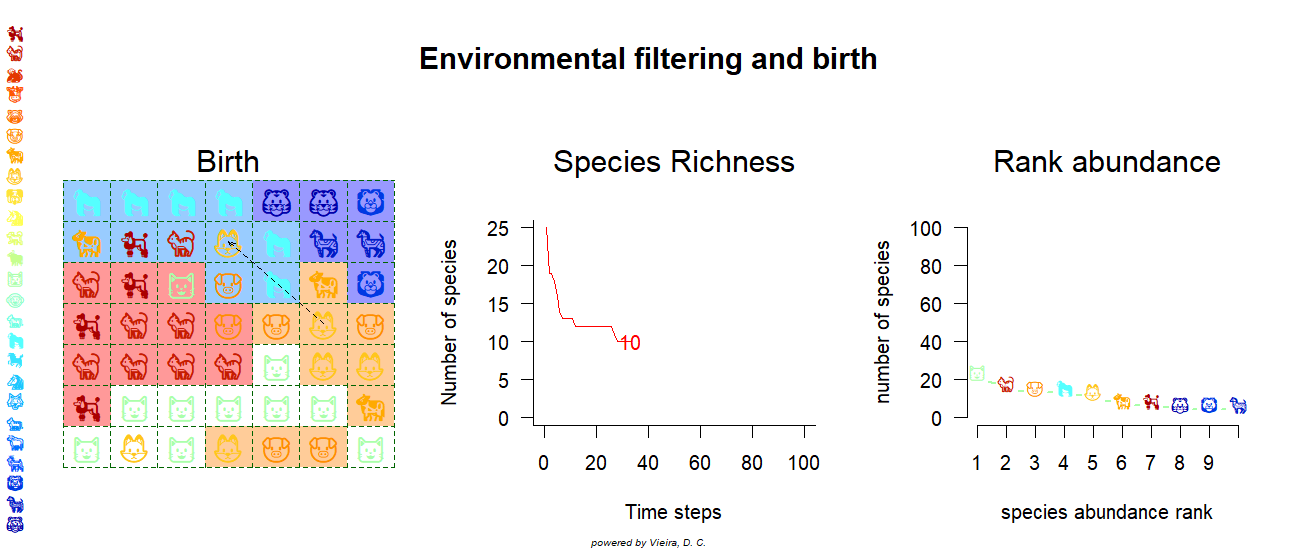 Environmental filtering and birth
Birth
Species Richness
Rank abundance
Number of species
25
20
15
10
5
0
10
0 20 40 60 80 100
Time steps
number of species
100
80
60
40
20
0
1 2 3 4 5 6 7 8 9
species abundance rank
powered by Vieira, D. C.